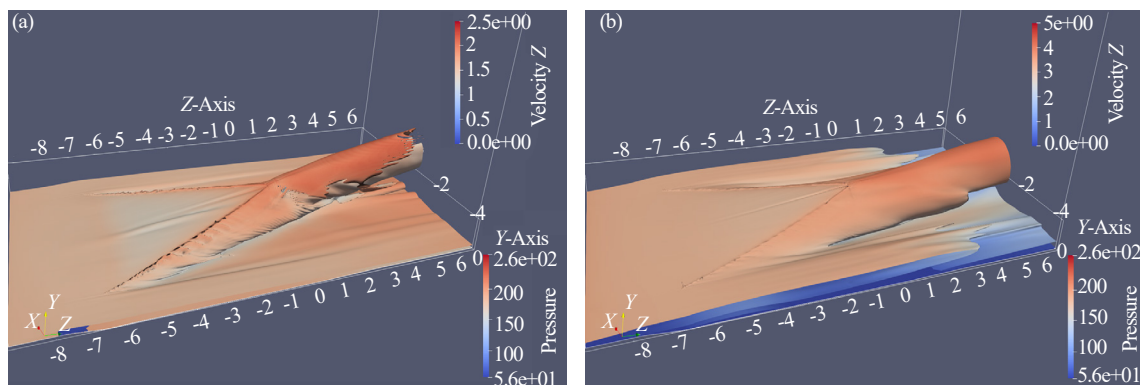 (a)
2.5e+00
2
1.5
1
0.5
0.0e+00
Velocity Z
Z-Axis
-8 -7 -6 -5 -4 -3 -2 -1 0 1 2 3 4 5 6
-2
-4
Y-Axis
2.6e+02
200
150
100
5.6e+01
Pressure
Y
X Z
-8 -7 -6 -5 -4 -3 -2 -1 0 1 2 3 4 5 6
(b)
5e+00
4
3
2
1
0.0e+00
Velocity Z
Z-Axis
-8 -7 -6 -5 -4 -3 -2 -1 0 1 2 3 4 5 6
-2
-4
Y-Axis
0
2.6e+02
200
150
100
5.6e+01
Pressure
Y
X Z
-8 -7 -6 -5 -4 -3 -2 -1 0 1 2 3 4 5 6